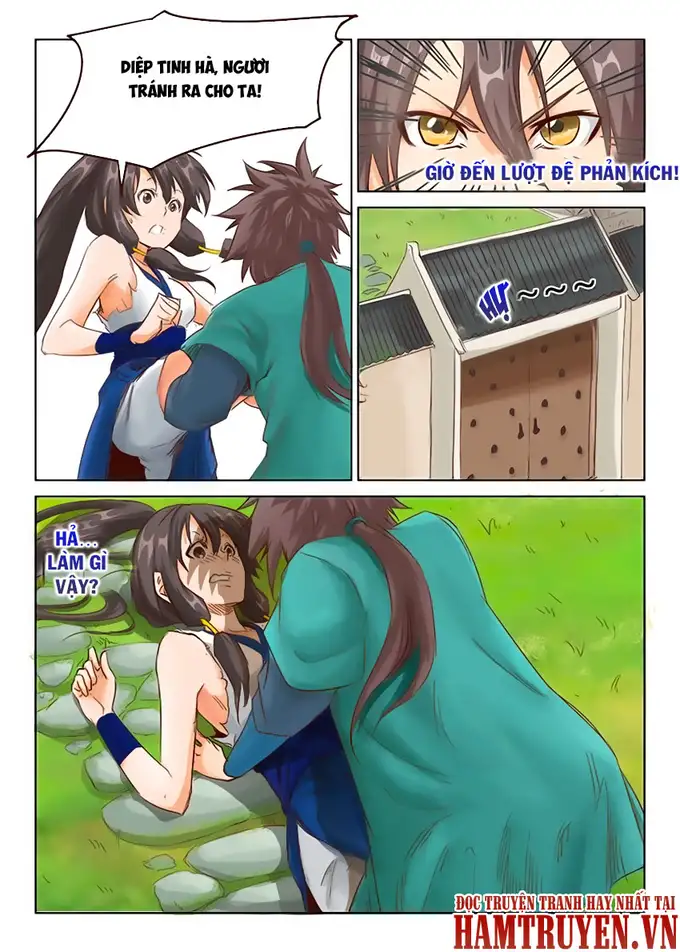 DIỆP TINH HÀ, NGƯƠI
TRÁNH RA CHO TA!
GIỜ ĐẾN LƯỢT ĐỆ PHẢN KÍCH!
HỰ ~ ~ ~ ~
HẢ...
LÀM GÌ
VẬY?
ĐỌC TRUYỆN TRANH HAY NHẤT TẠI
HAMTRUYEN.VN